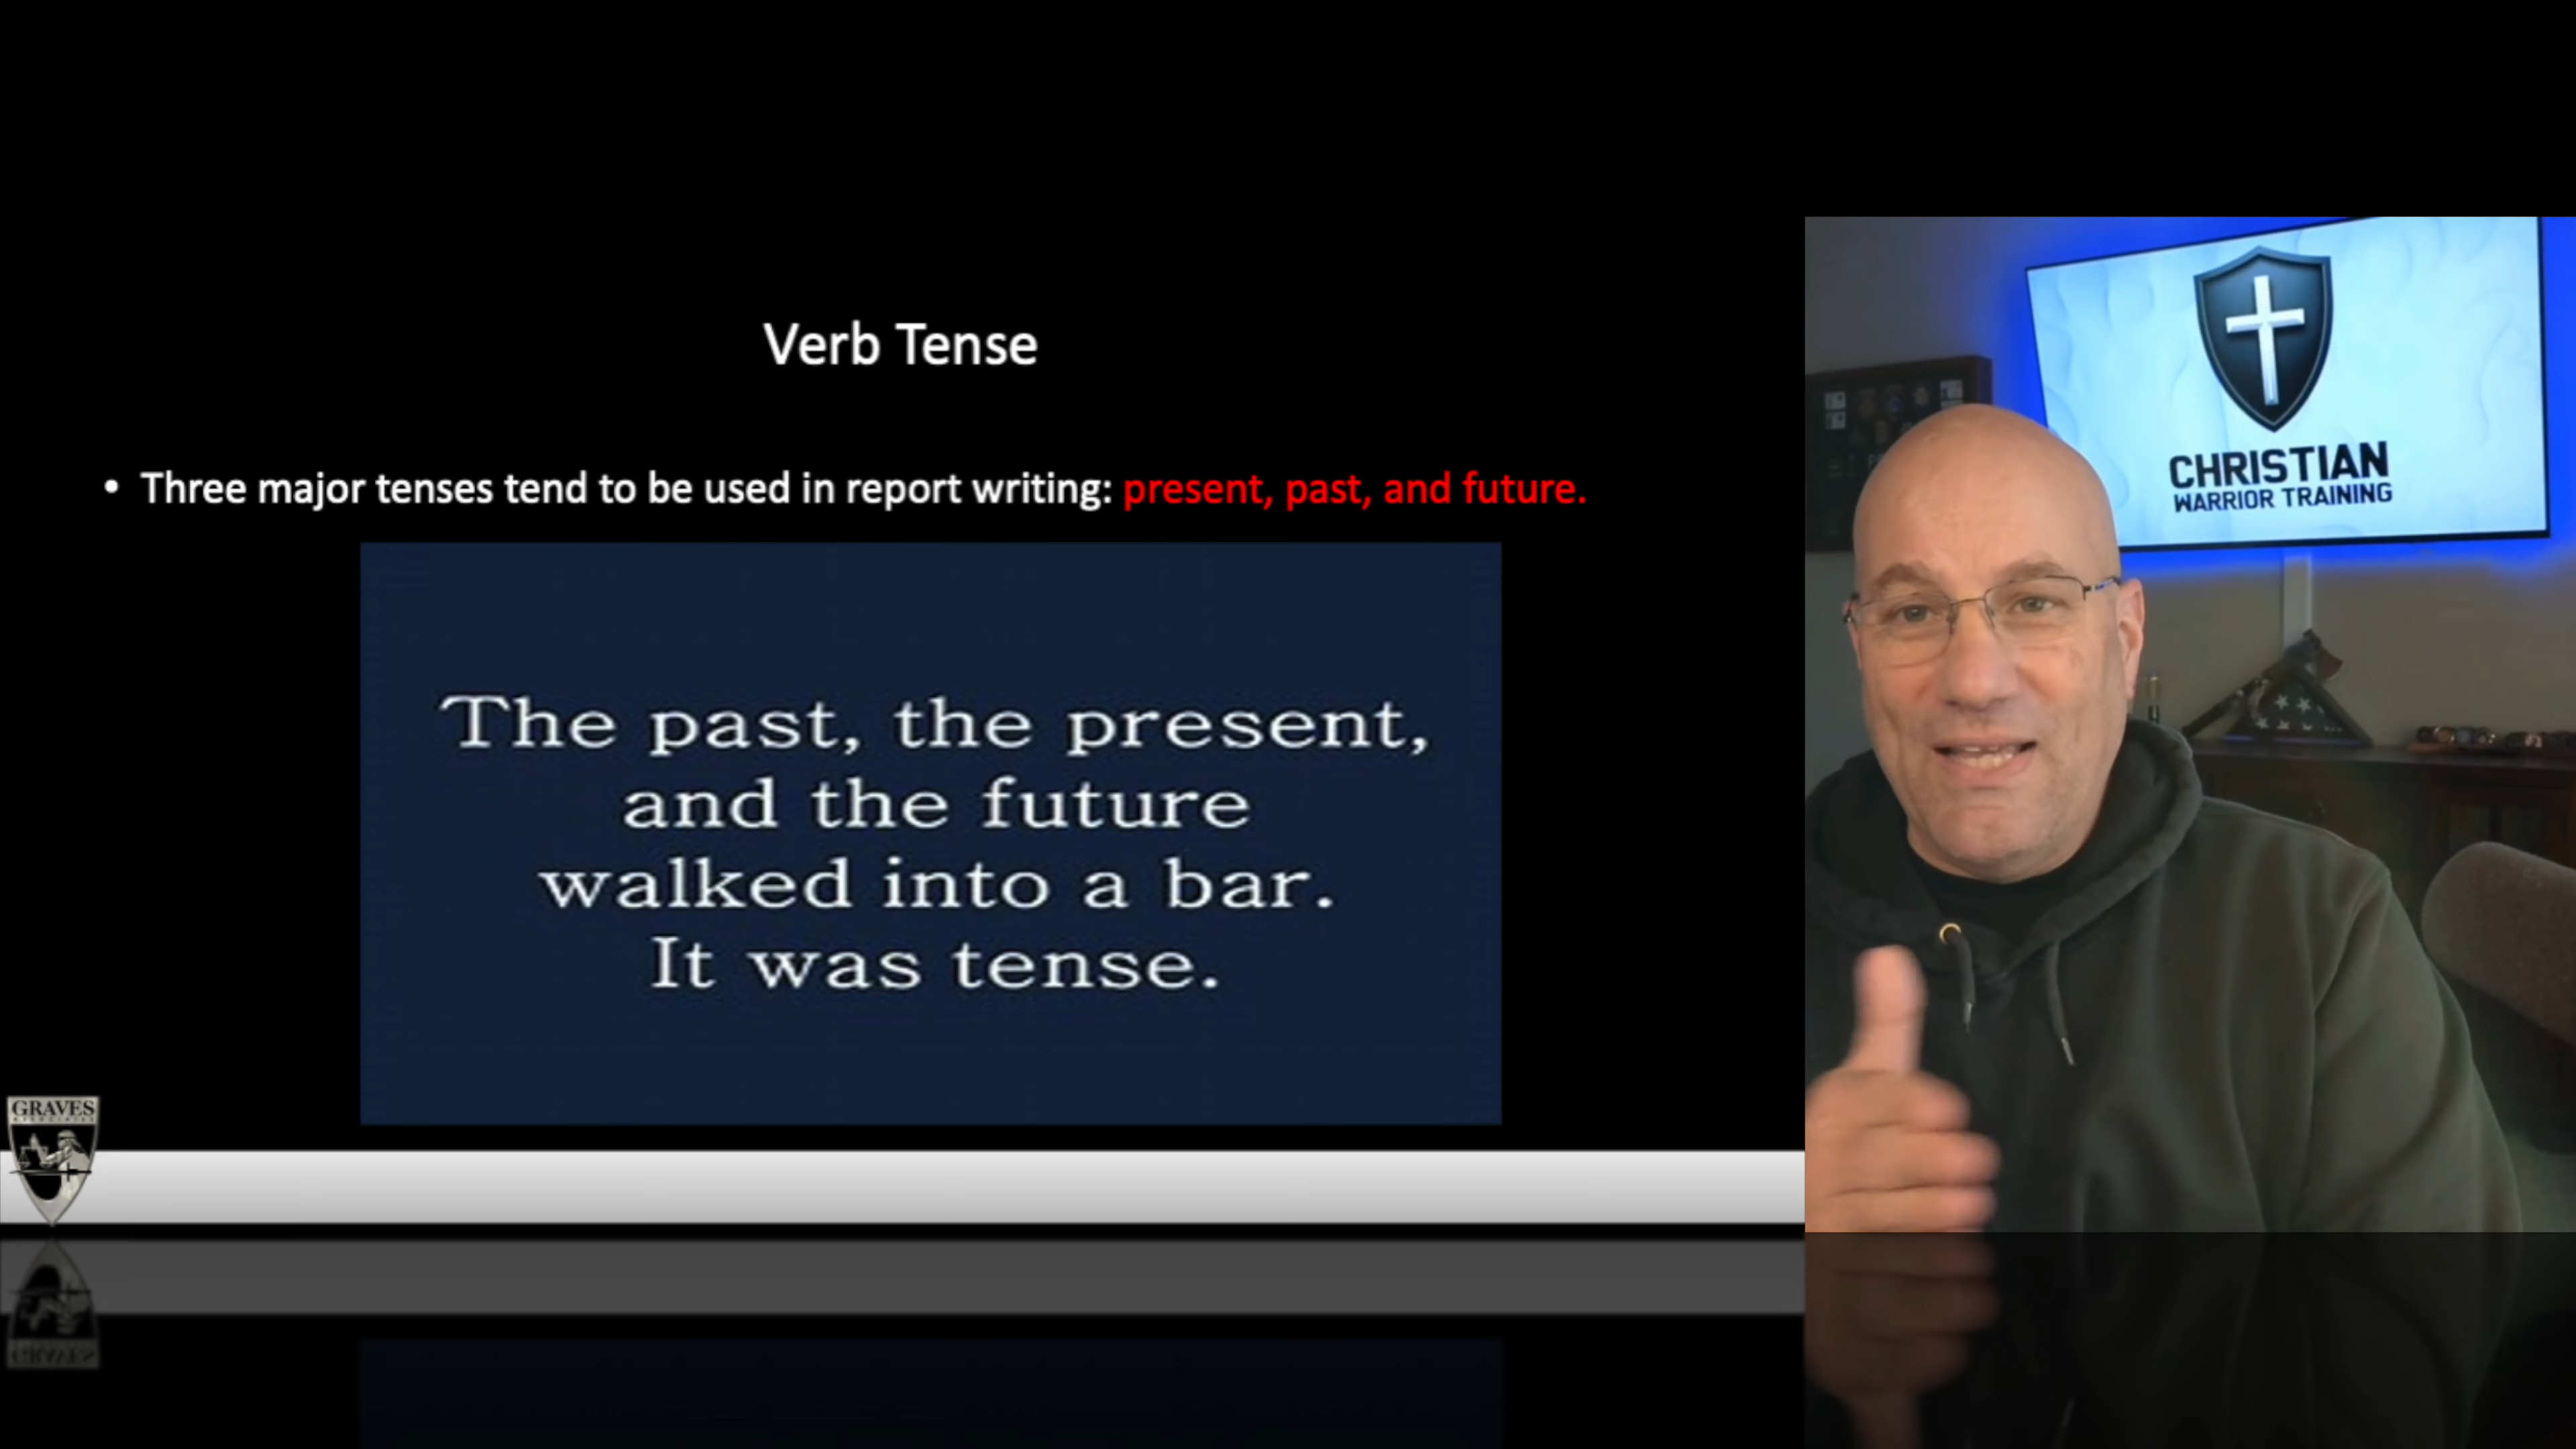 Verb Tense
• Three major tenses tend to be used in report writing: present, past, and future.
The past, the present,
and the future
walked into a bar.
It was tense.
CHRISTIAN
WARRIOR TRAINING
GRAVES